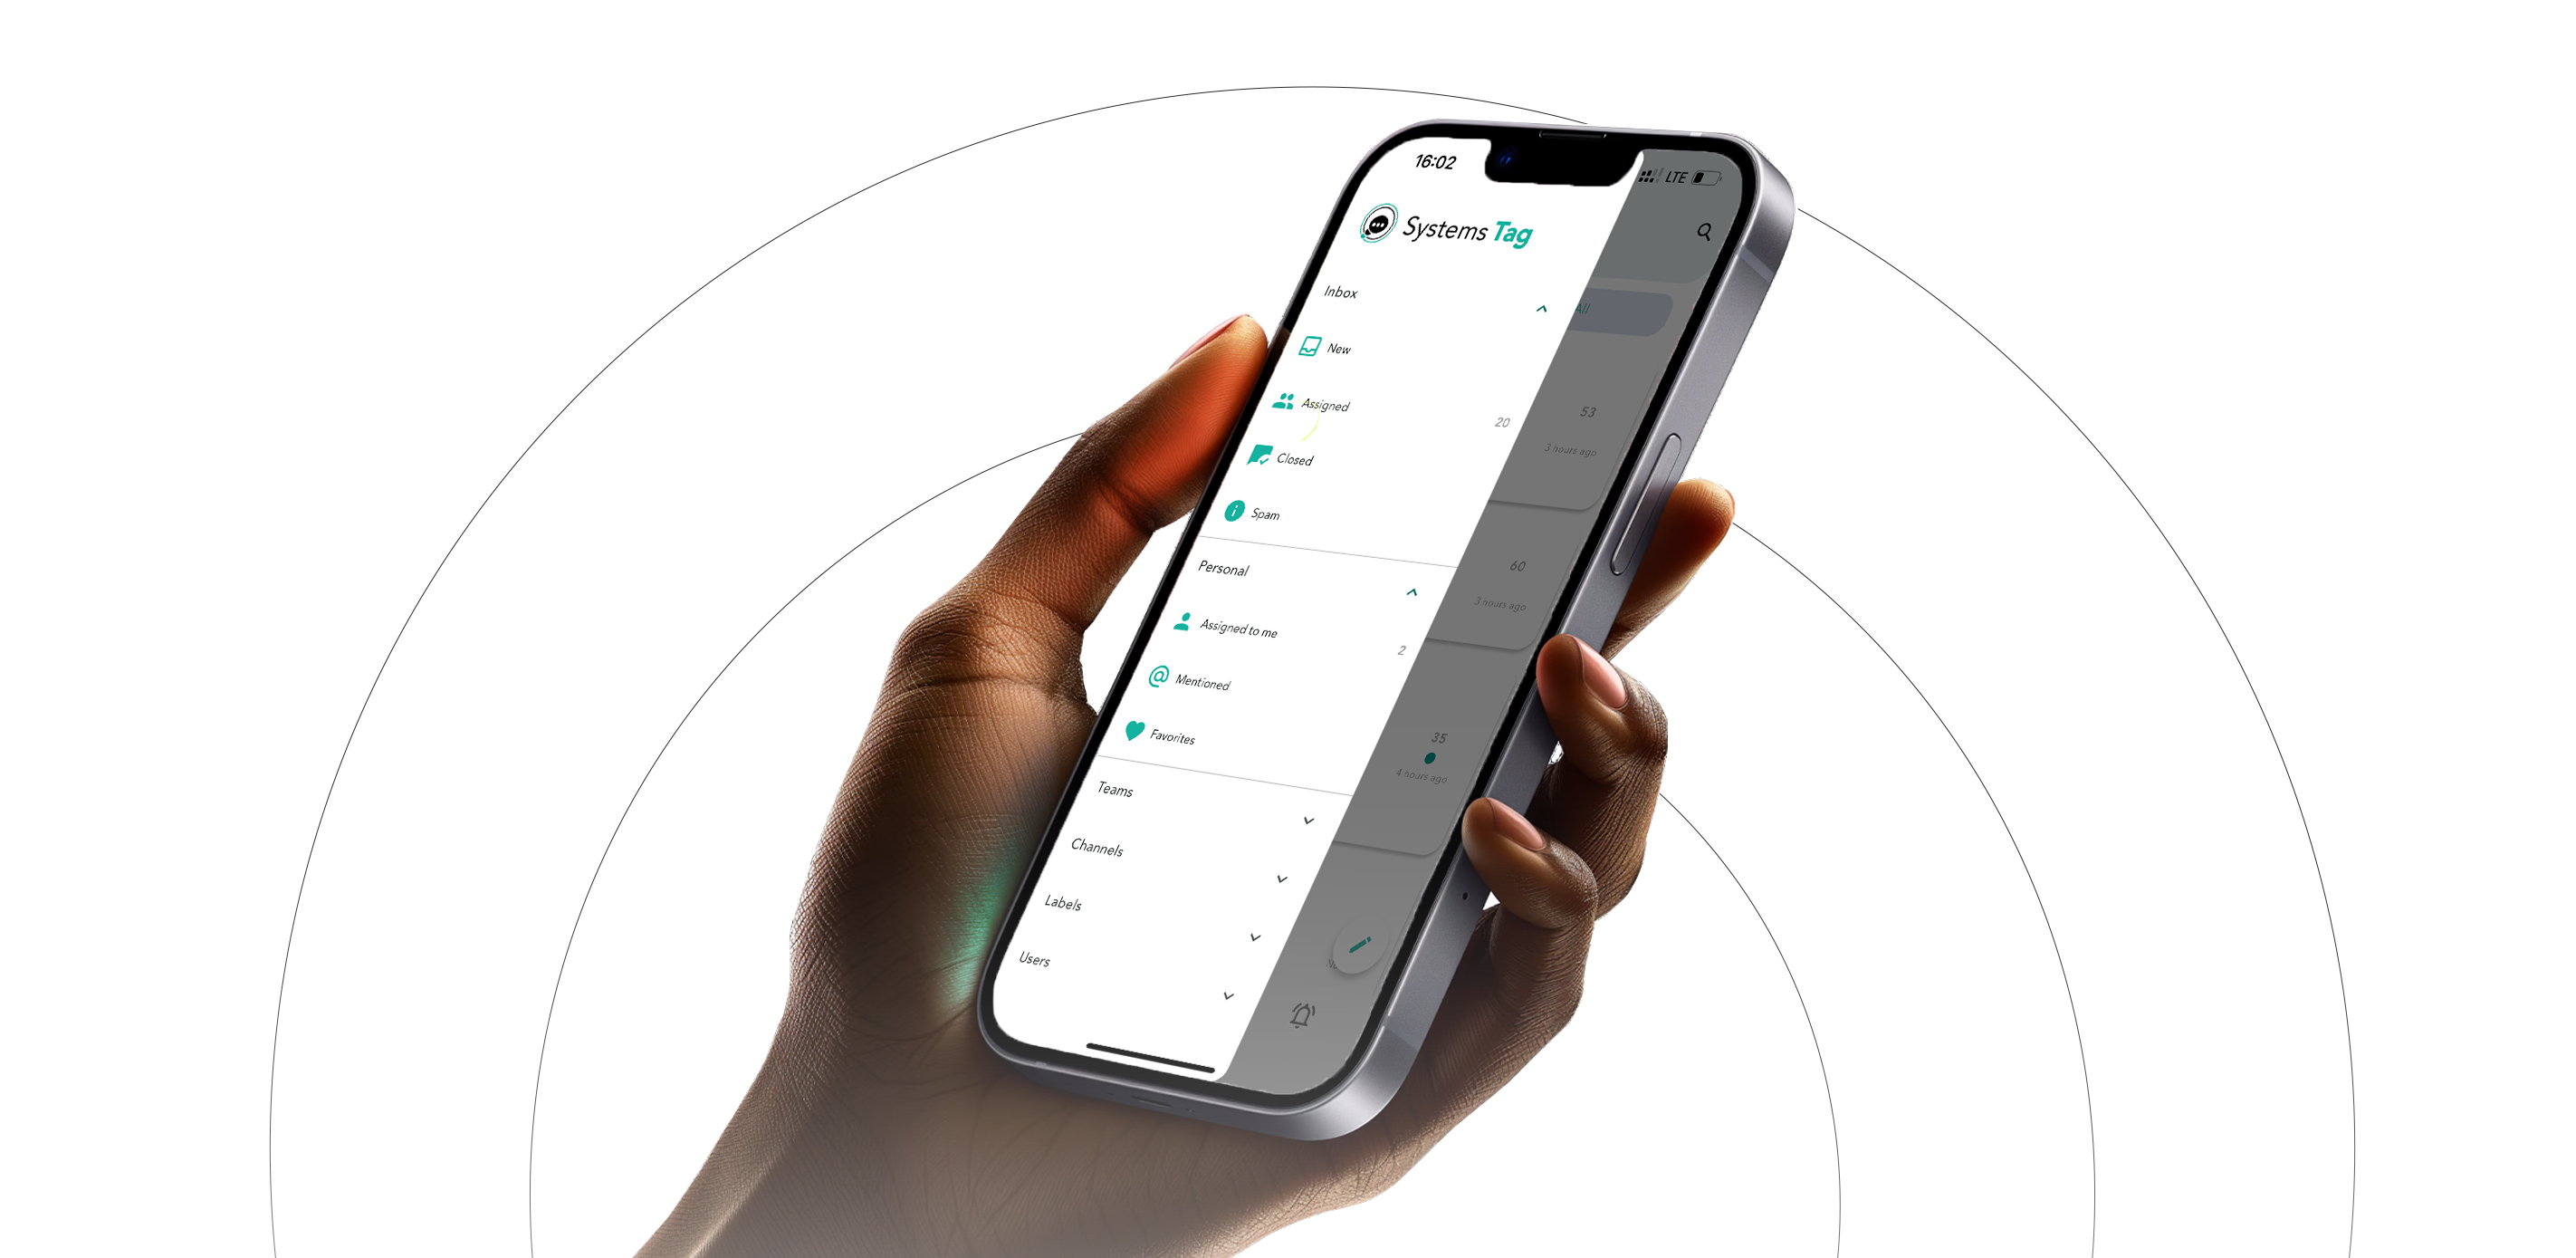 16:02
LTE
Systems Tag
Inbox
All
New
Assigned
20
53
3 hours ago
Closed
Spam
Personal
60
3 hours ago
Assigned to me
2
Mentioned
Favorites
35
4 hours ago
Teams
Channels
Labels
Users